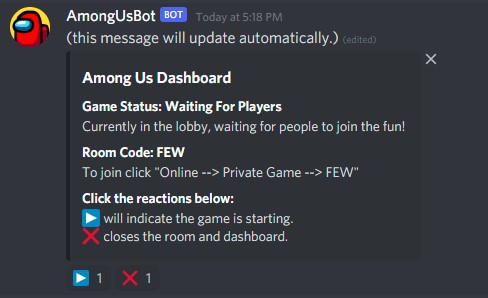 AmongUsBot BOT Today at 5:18 PM
(this message will update automatically.) (edited)
Among Us Dashboard
Game Status: Waiting For Players
Currently in the lobby, waiting for people to join the fun!
Room Code: FEW
To join click "Online --> Private Game --> FEW"
Click the reactions below:
▶️ will indicate the game is starting.
❌ closes the room and dashboard.
▶️ 1 ❌ 1